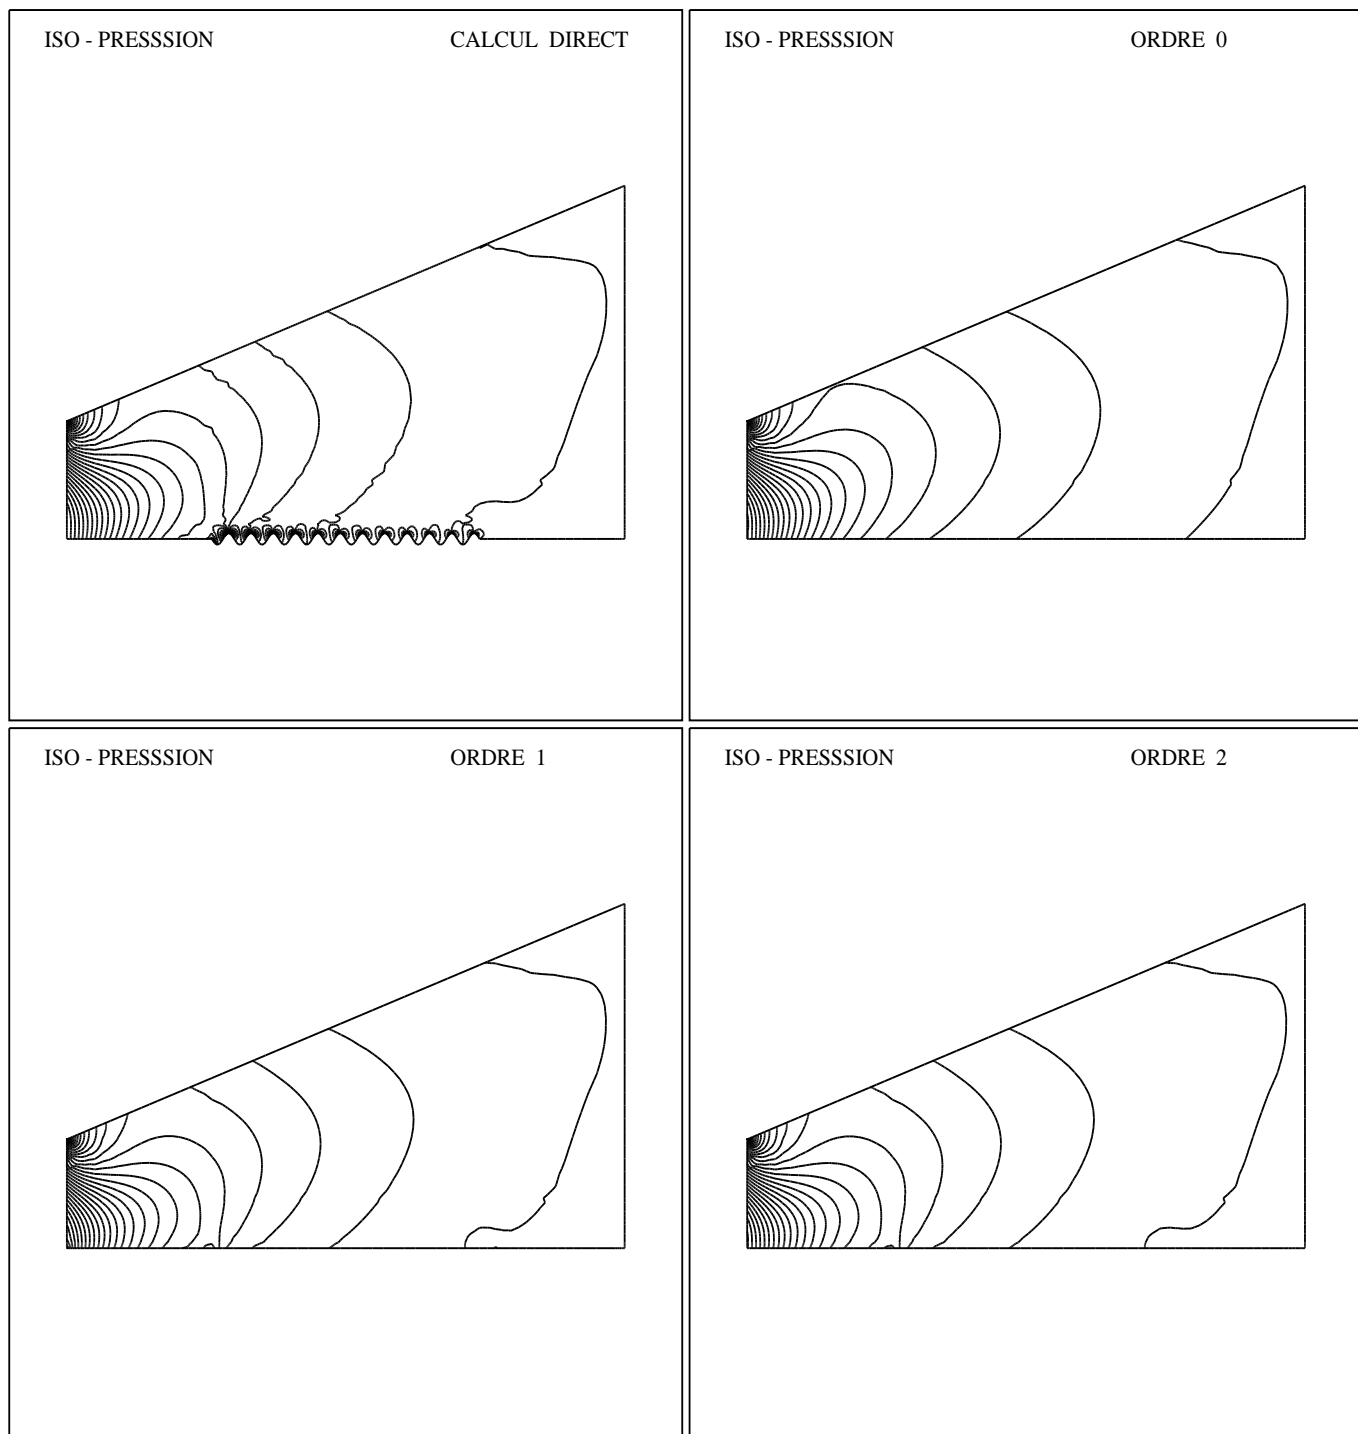 ISO - PRESSSION CALCUL DIRECT
ISO - PRESSSION ORDRE 0
ISO - PRESSSION ORDRE 1
ISO - PRESSSION ORDRE 2